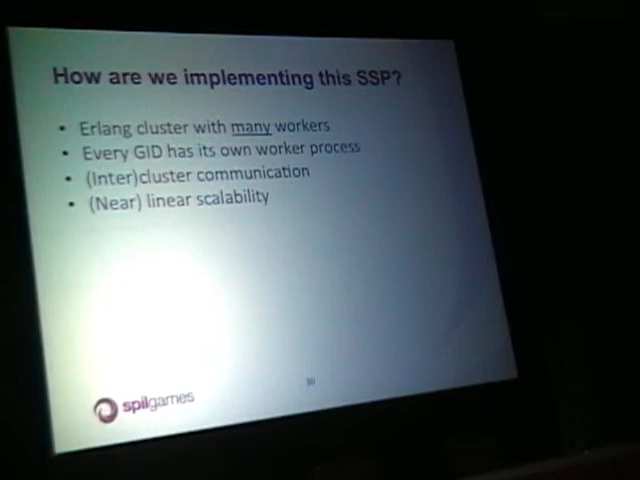 How are we implementing this SSP?
• Erlang cluster with many workers
• Every GID has its own worker process
• (Inter)cluster communication
• (Near) linear scalability
spilgames